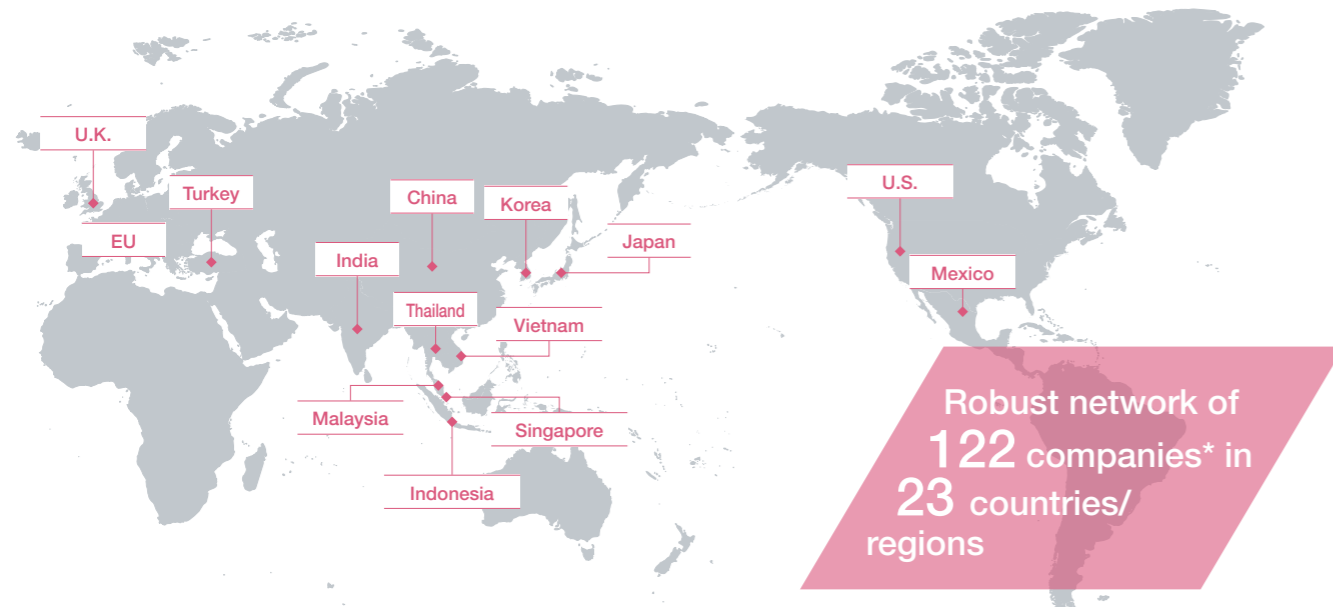 U.K.
Turkey
EU
China
Korea
Japan
India
Thailand
Vietnam
Malaysia
Singapore
Indonesia
U.S.
Mexico
Robust network of
122 companies* in
23 countries/
regions